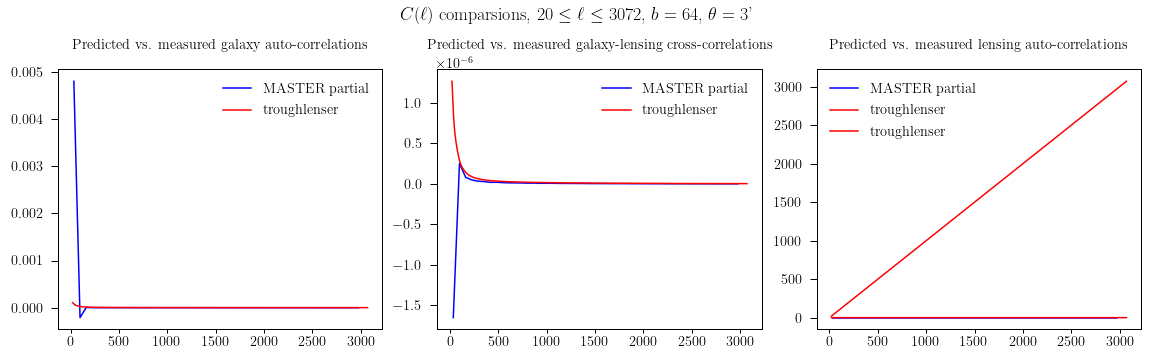 C(ℓ) comparsions, 20 ≤ ℓ ≤ 3072, b = 64, θ = 3’
Predicted vs. measured galaxy auto-correlations
0.005
0.004
0.003
0.002
0.001
0.000
0 500 1000 1500 2000 2500 3000
MASTER partial
troughlenser
Predicted vs. measured galaxy-lensing cross-correlations
×10⁻⁶
1.0
0.5
0.0
−0.5
−1.0
−1.5
0 500 1000 1500 2000 2500 3000
MASTER partial
troughlenser
Predicted vs. measured lensing auto-correlations
3000
2500
2000
1500
1000
500
0
0 500 1000 1500 2000 2500 3000
MASTER partial
troughlenser
troughlenser